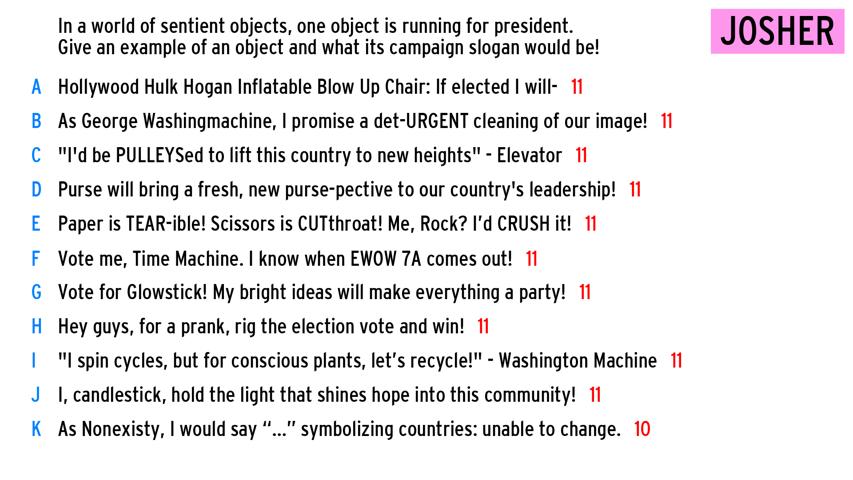 In a world of sentient objects, one object is running for president.
Give an example of an object and what its campaign slogan would be!
JOSHER
A Hollywood Hulk Hogan Inflatable Blow Up Chair: If elected I will- 11
B As George Washingmachine, I promise a det-URGENT cleaning of our image! 11
C "I'd be PULLEYSed to lift this country to new heights" - Elevator 11
D Purse will bring a fresh, new purse-pective to our country's leadership! 11
E Paper is TEAR-ible! Scissors is CUTthroat! Me, Rock? I’d CRUSH it! 11
F Vote me, Time Machine. I know when EWOW 7A comes out! 11
G Vote for Glowstick! My bright ideas will make everything a party! 11
H Hey guys, for a prank, rig the election vote and win! 11
I "I spin cycles, but for conscious plants, let’s recycle!" - Washington Machine 11
J I, candlestick, hold the light that shines hope into this community! 11
K As Nonexisty, I would say “...” symbolizing countries: unable to change. 10